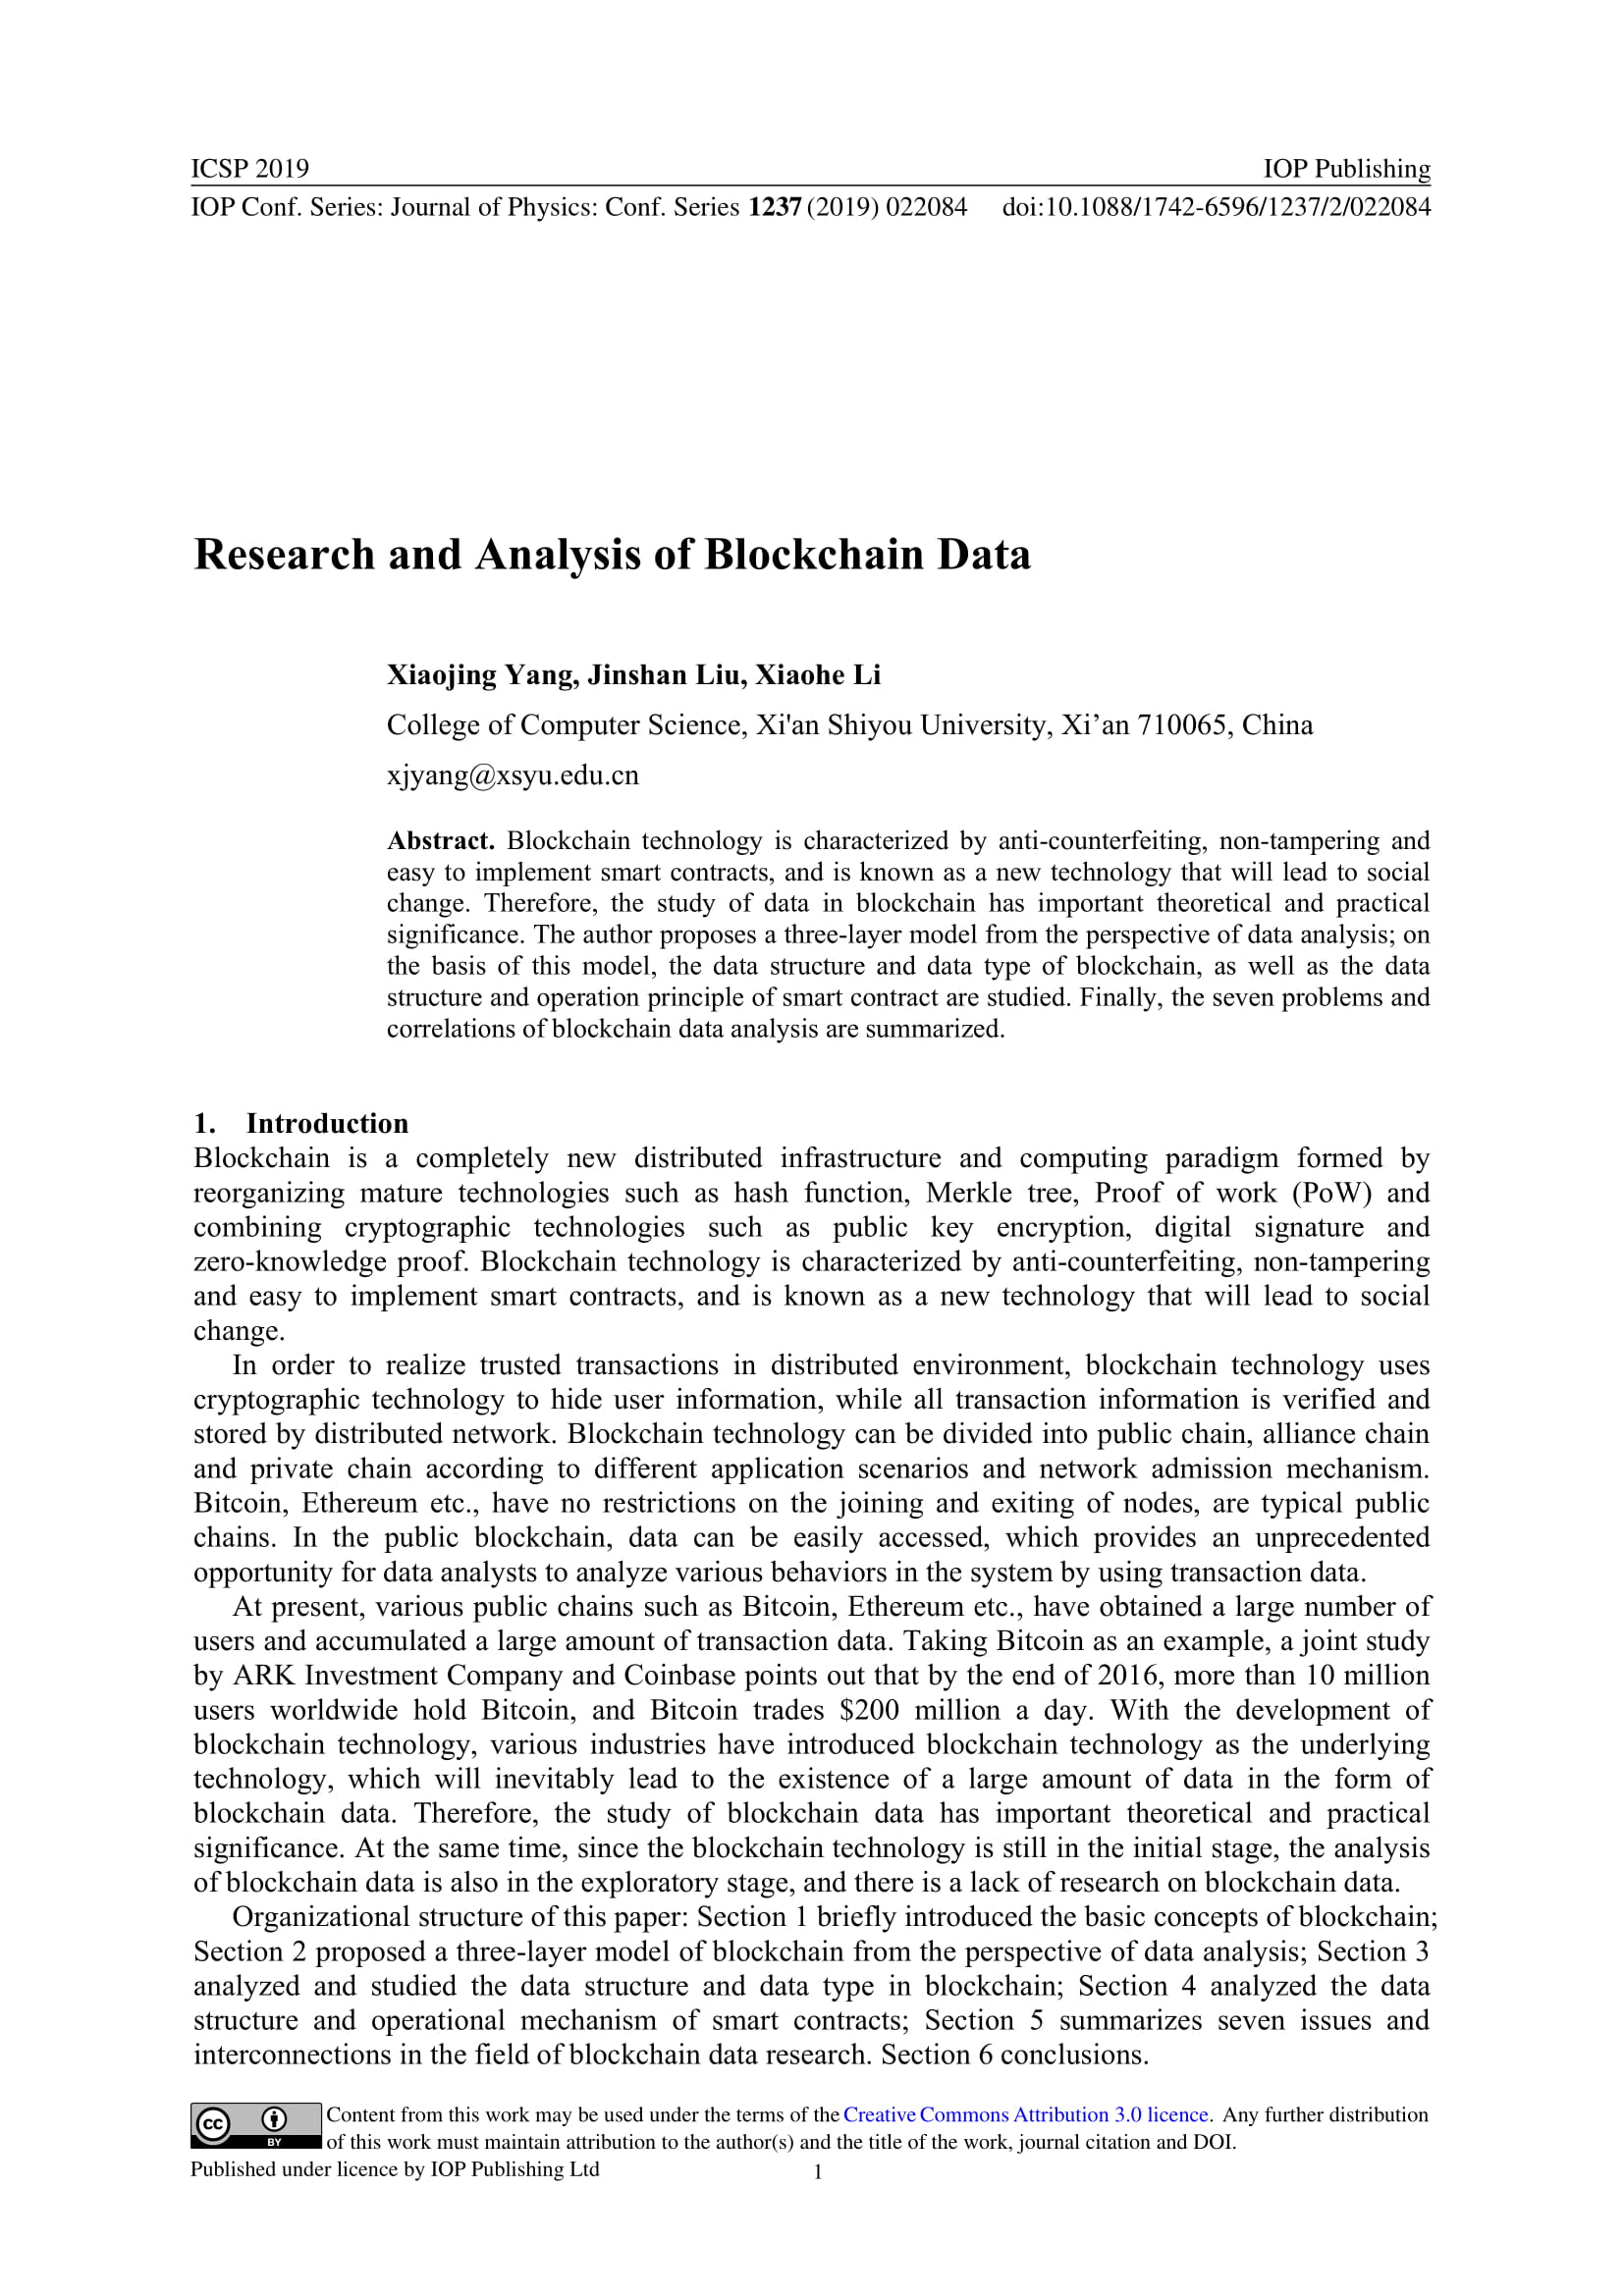 ICSP 2019
IOP Publishing
IOP Conf. Series: Journal of Physics: Conf. Series 1237 (2019) 022084
doi:10.1088/1742-6596/1237/2/022084
Research and Analysis of Blockchain Data
Xiaojing Yang, Jinshan Liu, Xiaohe Li
College of Computer Science, Xi'an Shiyou University, Xi’an 710065, China
xjyang@xsyu.edu.cn
Abstract. Blockchain technology is characterized by anti-counterfeiting, non-tampering and
easy to implement smart contracts, and is known as a new technology that will lead to social
change. Therefore, the study of data in blockchain has important theoretical and practical
significance. The author proposes a three-layer model from the perspective of data analysis; on
the basis of this model, the data structure and data type of blockchain, as well as the data
structure and operation principle of smart contract are studied. Finally, the seven problems and
correlations of blockchain data analysis are summarized.
1. Introduction
Blockchain is a completely new distributed infrastructure and computing paradigm formed by
reorganizing mature technologies such as hash function, Merkle tree, Proof of work (PoW) and
combining cryptographic technologies such as public key encryption, digital signature and
zero-knowledge proof. Blockchain technology is characterized by anti-counterfeiting, non-tampering
and easy to implement smart contracts, and is known as a new technology that will lead to social
change.
In order to realize trusted transactions in distributed environment, blockchain technology uses
cryptographic technology to hide user information, while all transaction information is verified and
stored by distributed network. Blockchain technology can be divided into public chain, alliance chain
and private chain according to different application scenarios and network admission mechanism.
Bitcoin, Ethereum etc., have no restrictions on the joining and exiting of nodes, are typical public
chains. In the public blockchain, data can be easily accessed, which provides an unprecedented
opportunity for data analysts to analyze various behaviors in the system by using transaction data.
At present, various public chains such as Bitcoin, Ethereum etc., have obtained a large number of
users and accumulated a large amount of transaction data. Taking Bitcoin as an example, a joint study
by ARK Investment Company and Coinbase points out that by the end of 2016, more than 10 million
users worldwide hold Bitcoin, and Bitcoin trades $200 million a day. With the development of
blockchain technology, various industries have introduced blockchain technology as the underlying
technology, which will inevitably lead to the existence of a large amount of data in the form of
blockchain data. Therefore, the study of blockchain data has important theoretical and practical
significance. At the same time, since the blockchain technology is still in the initial stage, the analysis
of blockchain data is also in the exploratory stage, and there is a lack of research on blockchain data.
Organizational structure of this paper: Section 1 briefly introduced the basic concepts of blockchain;
Section 2 proposed a three-layer model of blockchain from the perspective of data analysis; Section 3
analyzed and studied the data structure and data type in blockchain; Section 4 analyzed the data
structure and operational mechanism of smart contracts; Section 5 summarizes seven issues and
interconnections in the field of blockchain data research. Section 6 conclusions.
cc BY
Content from this work may be used under the terms of the Creative Commons Attribution 3.0 licence. Any further distribution
of this work must maintain attribution to the author(s) and the title of the work, journal citation and DOI.
Published under licence by IOP Publishing Ltd
1